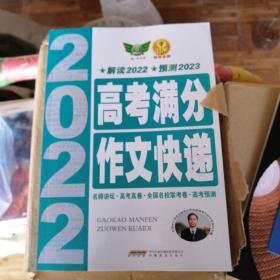 ★解读2022 ★预测2023
2022
高考满分
作文快递
名师讲坛·高考真卷·全国名校联考卷·高考预测
GAOKAO MANFEN
ZUOWEN KUAIDI